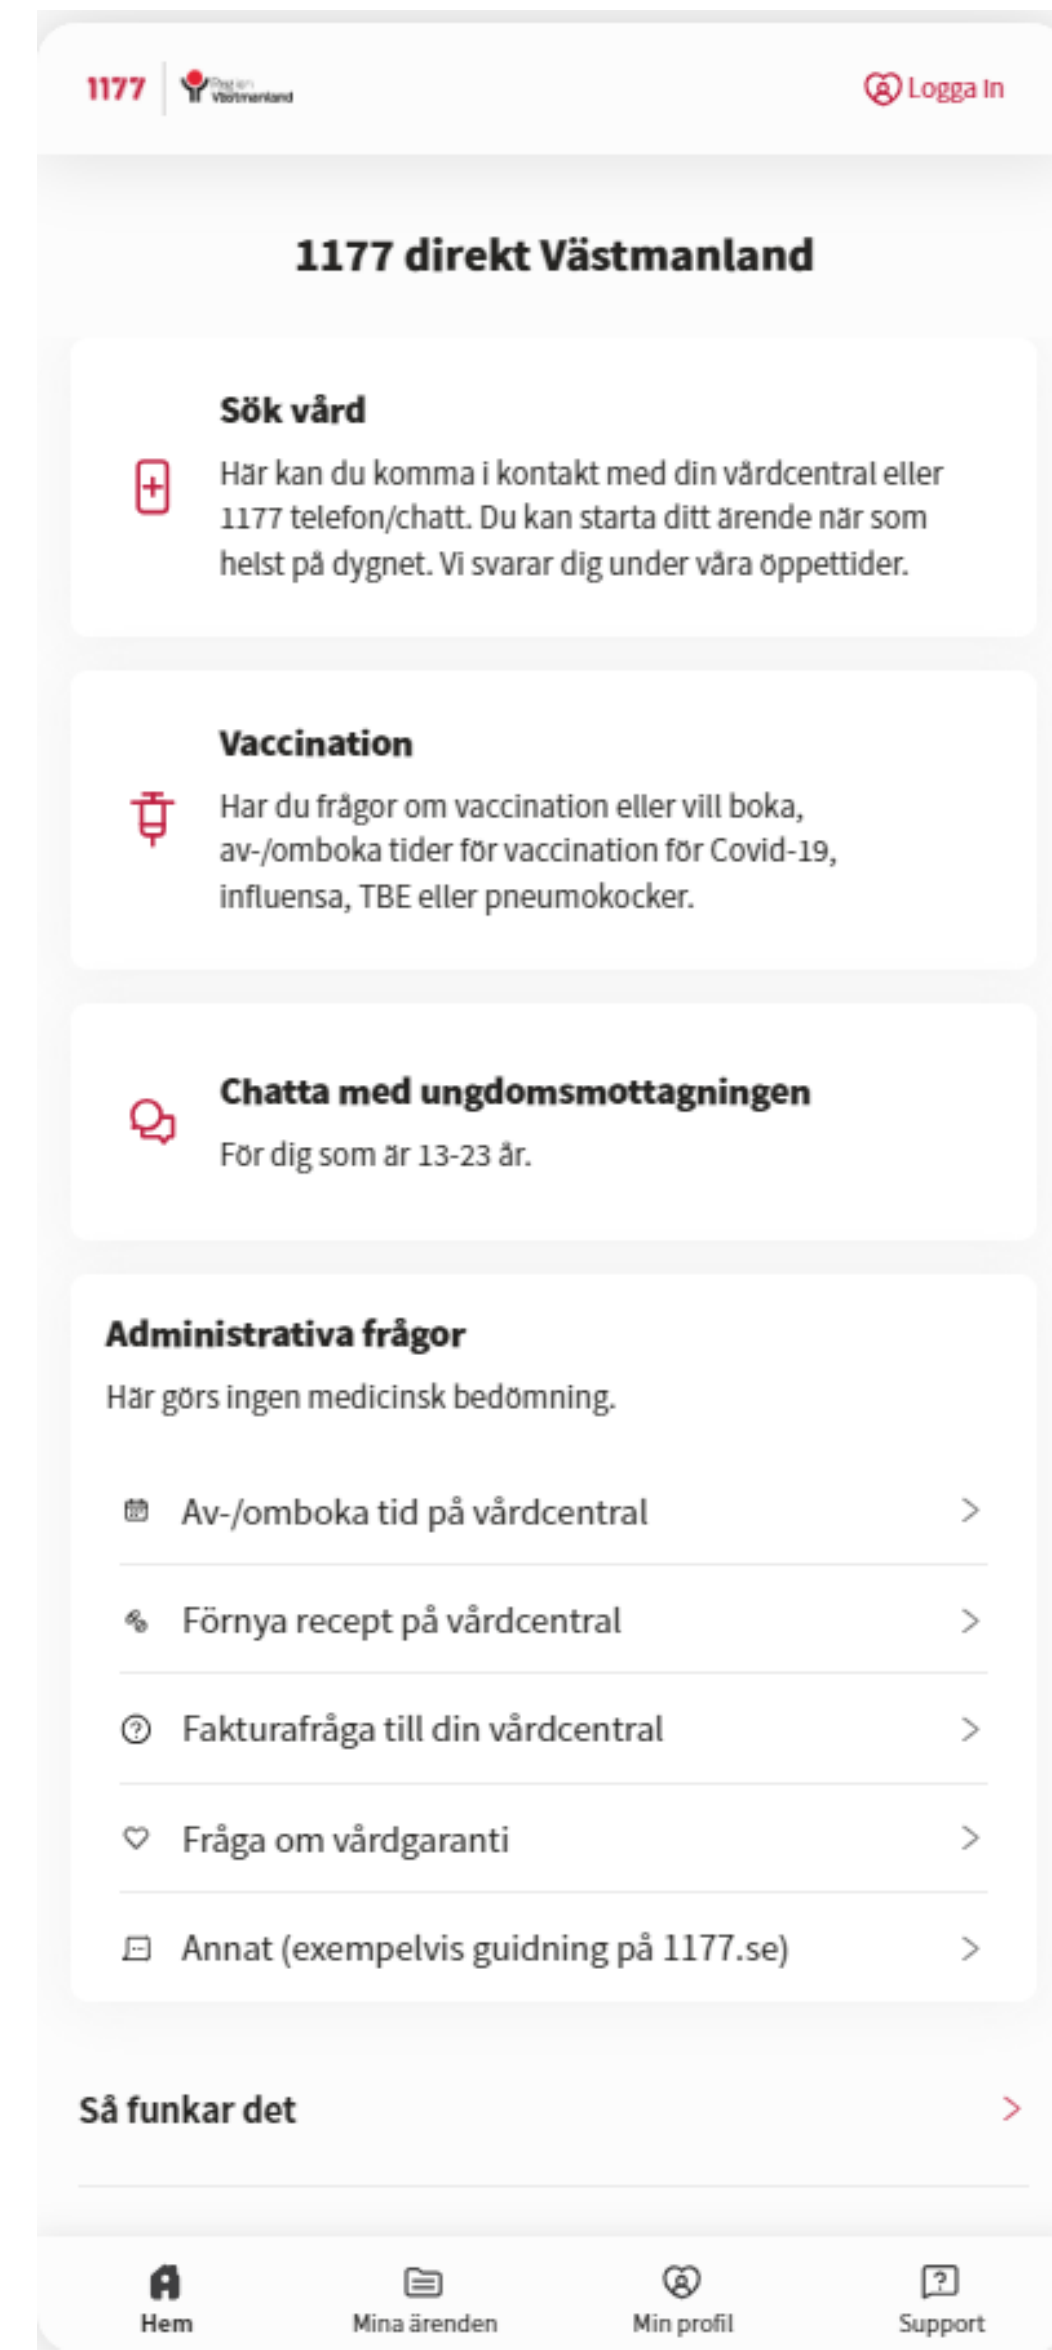 1177
Region
Västmanland
Logga in
1177 direkt Västmanland
Sök vård
Här kan du komma i kontakt med din vårdcentral eller
1177 telefon/chatt. Du kan starta ditt ärende när som
helst på dygnet. Vi svarar dig under våra öppettider.
Vaccination
Har du frågor om vaccination eller vill boka,
av-/omboka tider för vaccination för Covid-19,
influensa, TBE eller pneumokocker.
Chatta med ungdomsmottagningen
För dig som är 13-23 år.
Administrativa frågor
Här görs ingen medicinsk bedömning.
Av-/omboka tid på vårdcentral
Förnya recept på vårdcentral
Fakturafråga till din vårdcentral
Fråga om vårdgaranti
Annat (exempelvis guidning på 1177.se)
Så funkar det
Hem
Mina ärenden
Min profil
Support